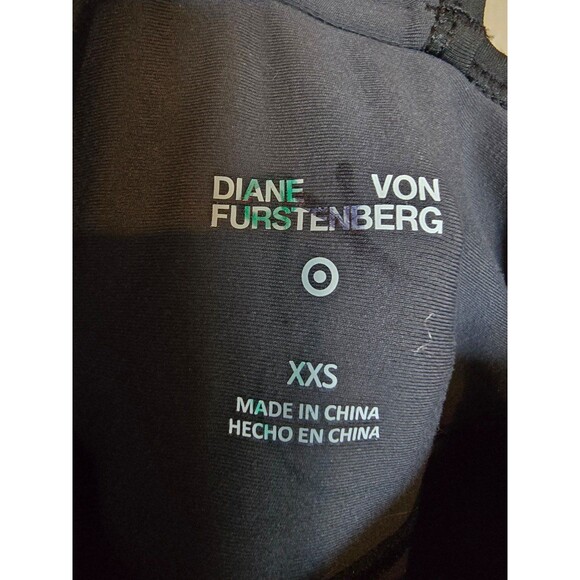 DIANE VON
FURSTENBERG
XXS
MADE IN CHINA
HECHO EN CHINA